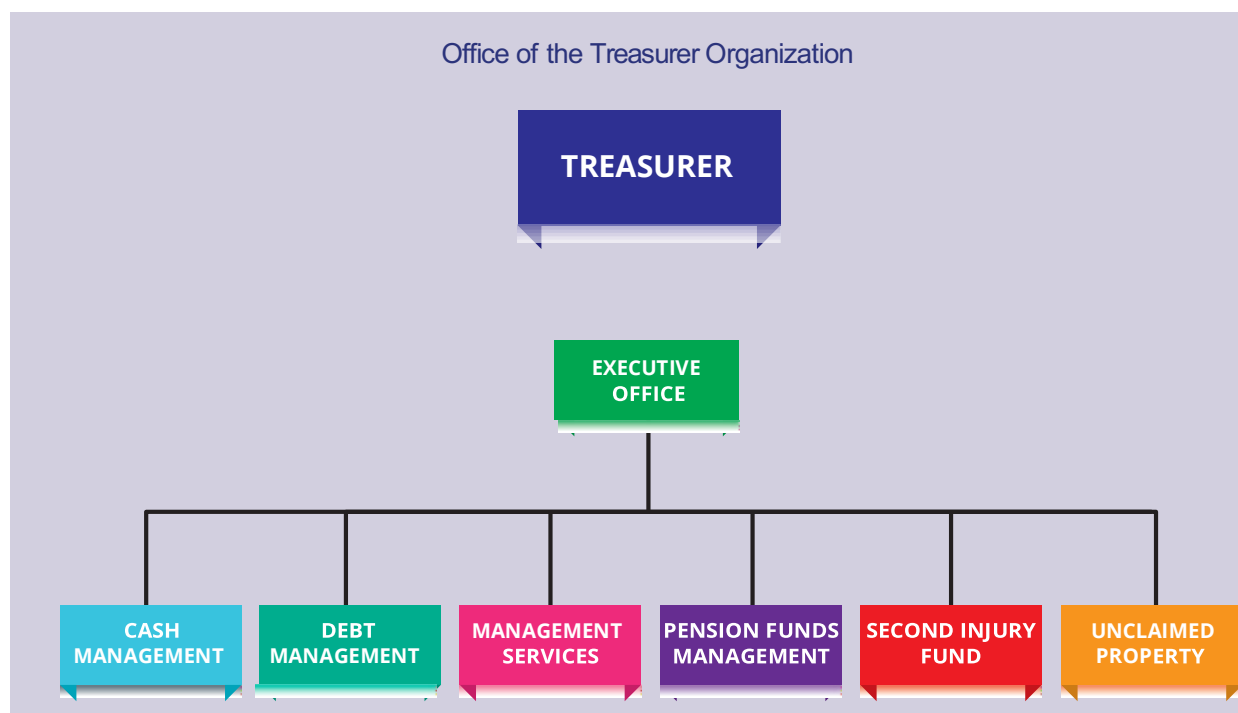 Office of the Treasurer Organization
TREASURER
EXECUTIVE
OFFICE
CASH
MANAGEMENT
DEBT
MANAGEMENT
MANAGEMENT
SERVICES
PENSION FUNDS
MANAGEMENT
SECOND INJURY
FUND
UNCLAIMED
PROPERTY